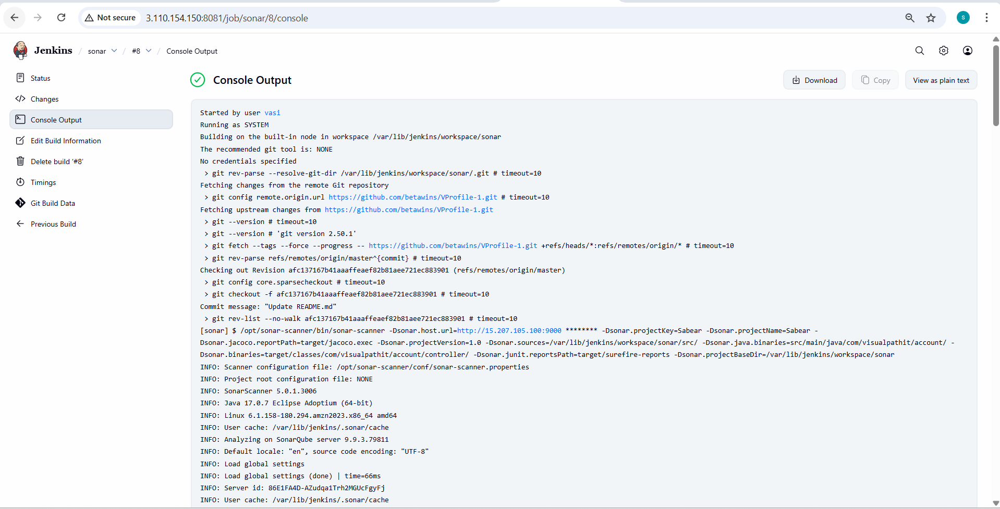 Not secure
3.110.154.150:8081/job/sonar/8/console
S
Jenkins / sonar / #8 / Console Output
Status
Changes
Console Output
Edit Build Information
Delete build ‘#8’
Timings
Git Build Data
Previous Build
Console Output
Download
Copy
View as plain text
Started by user vasi
Running as SYSTEM
Building on the built-in node in workspace /var/lib/jenkins/workspace/sonar
The recommended git tool is: NONE
No credentials specified
 > git rev-parse --resolve-git-dir /var/lib/jenkins/workspace/sonar/.git # timeout=10
Fetching changes from the remote Git repository
 > git config remote.origin.url https://github.com/betawins/VProfile-1.git # timeout=10
Fetching upstream changes from https://github.com/betawins/VProfile-1.git
 > git --version # timeout=10
 > git --version # 'git version 2.50.1'
 > git fetch --tags --force --progress -- https://github.com/betawins/VProfile-1.git +refs/heads/*:refs/remotes/origin/* # timeout=10
 > git rev-parse refs/remotes/origin/master^{commit} # timeout=10
Checking out Revision afc137167b41aaaffeaef82b81aee721ec883901 (refs/remotes/origin/master)
 > git config core.sparsecheckout # timeout=10
 > git checkout -f afc137167b41aaaffeaef82b81aee721ec883901 # timeout=10
Commit message: "Update README.md"
 > git rev-list --no-walk afc137167b41aaaffeaef82b81aee721ec883901 # timeout=10
[sonar] $ /opt/sonar-scanner/bin/sonar-scanner -Dsonar.host.url=http://15.207.105.100:9000 ******** -Dsonar.projectKey=Sabear -Dsonar.projectName=Sabear -
Dsonar.jacoco.reportPath=target/jacoco.exec -Dsonar.projectVersion=1.0 -Dsonar.sources=/var/lib/jenkins/workspace/sonar/src/ -Dsonar.java.binaries=src/main/java/com/visualpathit/account/ -
Dsonar.binaries=target/classes/com/visualpathit/account/controller/ -Dsonar.junit.reportsPath=target/surefire-reports -Dsonar.projectBaseDir=/var/lib/jenkins/workspace/sonar
INFO: Scanner configuration file: /opt/sonar-scanner/conf/sonar-scanner.properties
INFO: Project root configuration file: NONE
INFO: SonarScanner 5.0.1.3006
INFO: Java 17.0.7 Eclipse Adoptium (64-bit)
INFO: Linux 6.1.158-180.294.amzn2023.x86_64 amd64
INFO: User cache: /var/lib/jenkins/.sonar/cache
INFO: Analyzing on SonarQube server 9.9.3.79811
INFO: Default locale: "en", source code encoding: "UTF-8"
INFO: Load global settings
INFO: Load global settings (done) | time=66ms
INFO: Server id: 86E1FA4D-AZudqa1Trh2MGUcFgyFj
INFO: User cache: /var/lib/jenkins/.sonar/cache